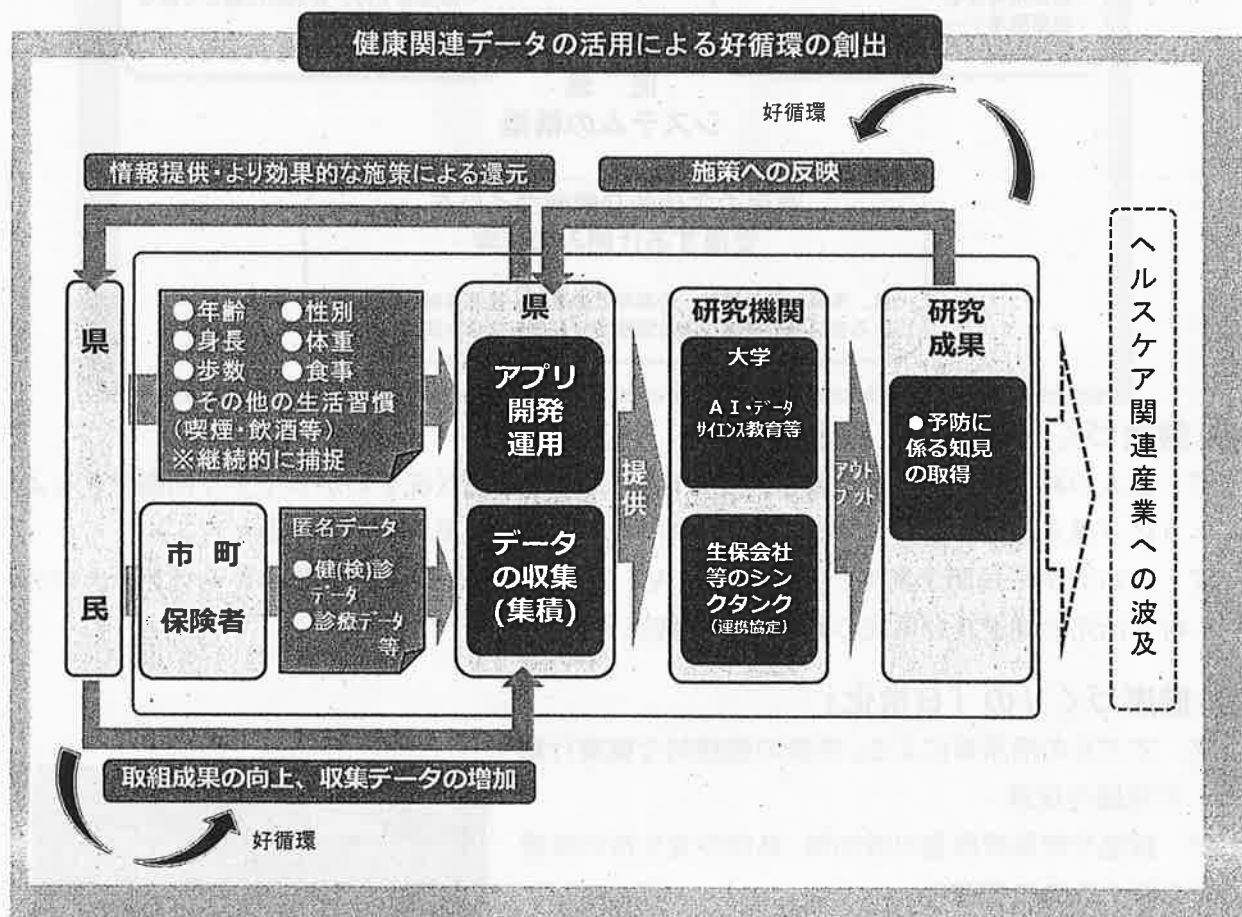 健康関連データの活用による好循環の創出
好循環
情報提供・より効果的な施策による還元
施策への反映
県
民
●年齢 ●性別
●身長 ●体重
●歩数 ●食事
●その他の生活習慣
(喫煙・飲酒等)
※継続的に捕捉
市 町
保険者
匿名データ
●健(検)診
データ
●診療データ
等
県
アプリ
開発
運用
データ
の収集
(集積)
提
供
研究機関
大学
AI・データ
サイエンス教育等
生保会社
等のシン
クタンク
(連携協定)
アウト
プット
研究
成果
●予防に
係る知見
の取得
ヘルスケア関連産業への波及
取組成果の向上、収集データの増加
好循環